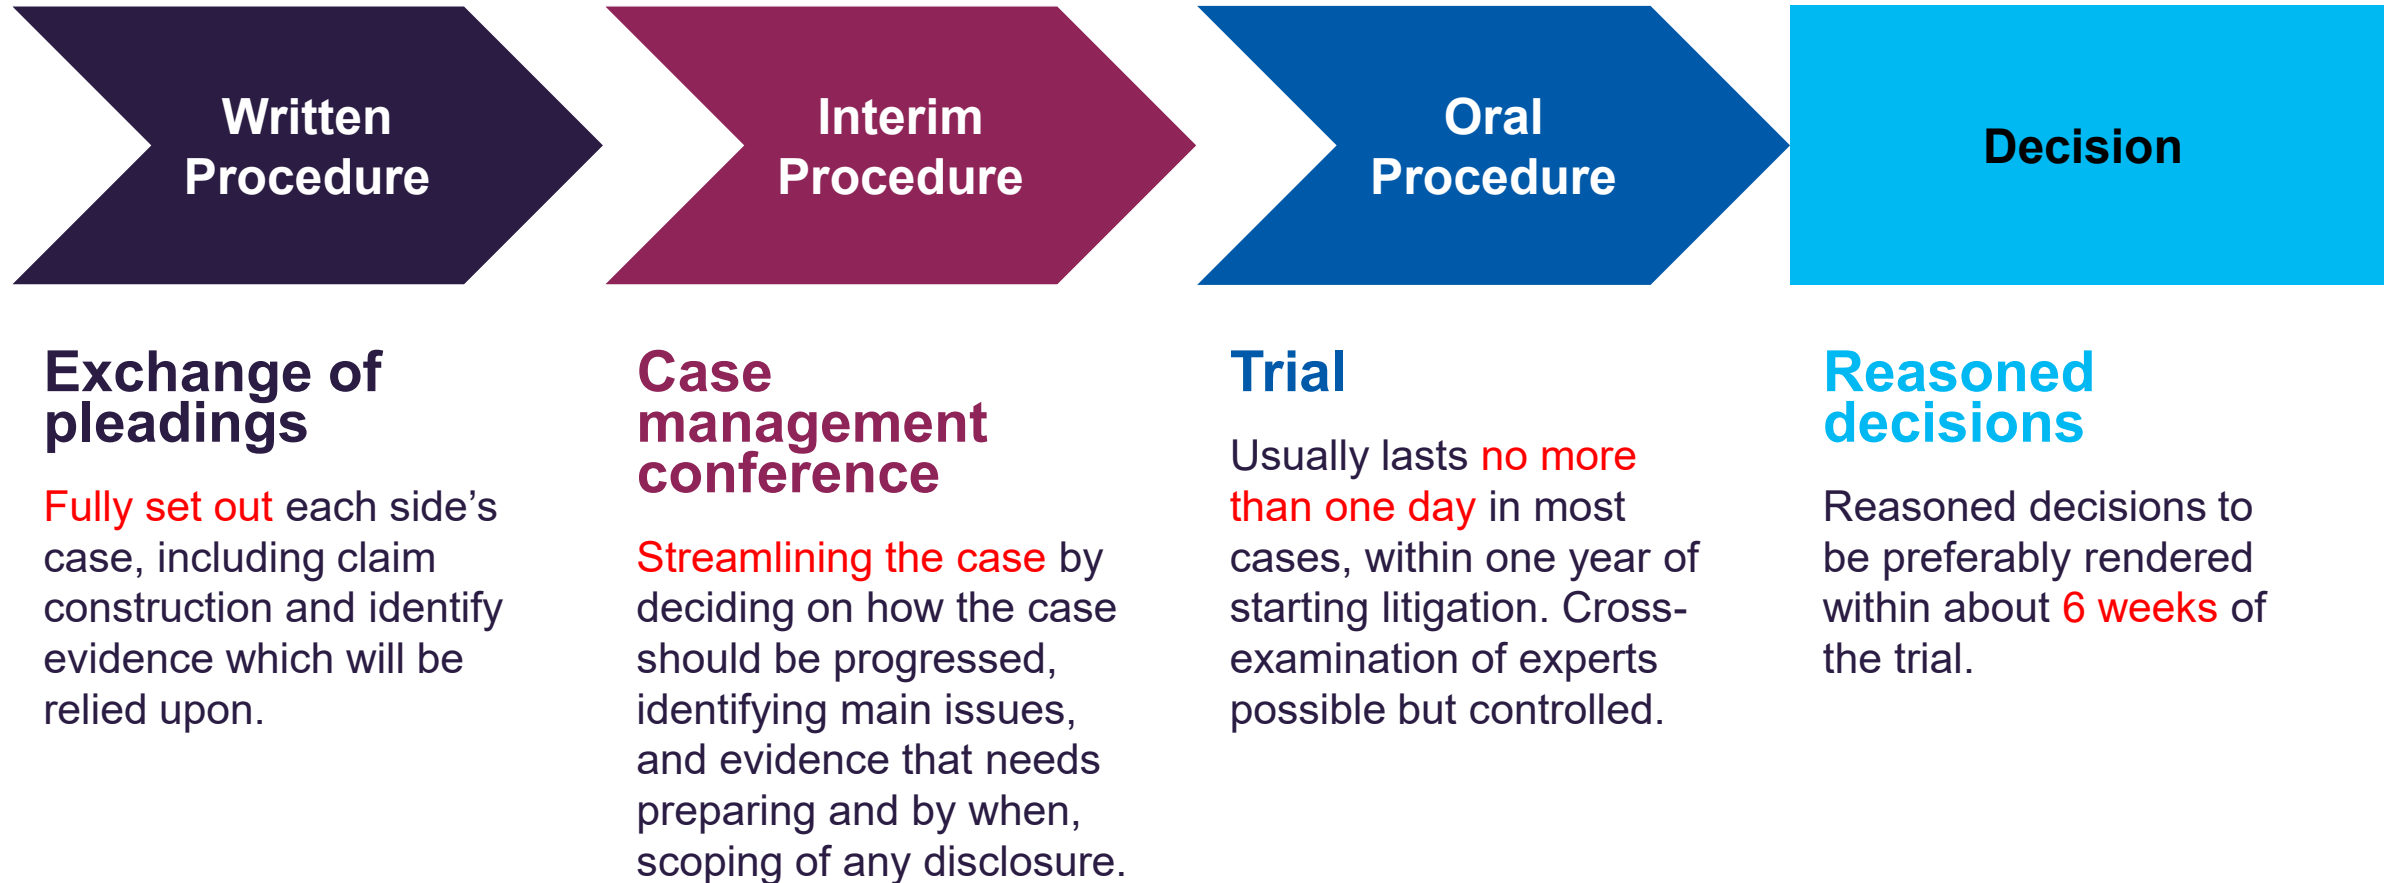 Written
Procedure
Interim
Procedure
Oral
Procedure
Decision
Exchange of
pleadings
Fully set out each side’s
case, including claim
construction and identify
evidence which will be
relied upon.
Case
management
conference
Streamlining the case by
deciding on how the case
should be progressed,
identifying main issues,
and evidence that needs
preparing and by when,
scoping of any disclosure.
Trial
Usually lasts no more
than one day in most
cases, within one year of
starting litigation. Cross-
examination of experts
possible but controlled.
Reasoned
decisions
Reasoned decisions to
be preferably rendered
within about 6 weeks of
the trial.